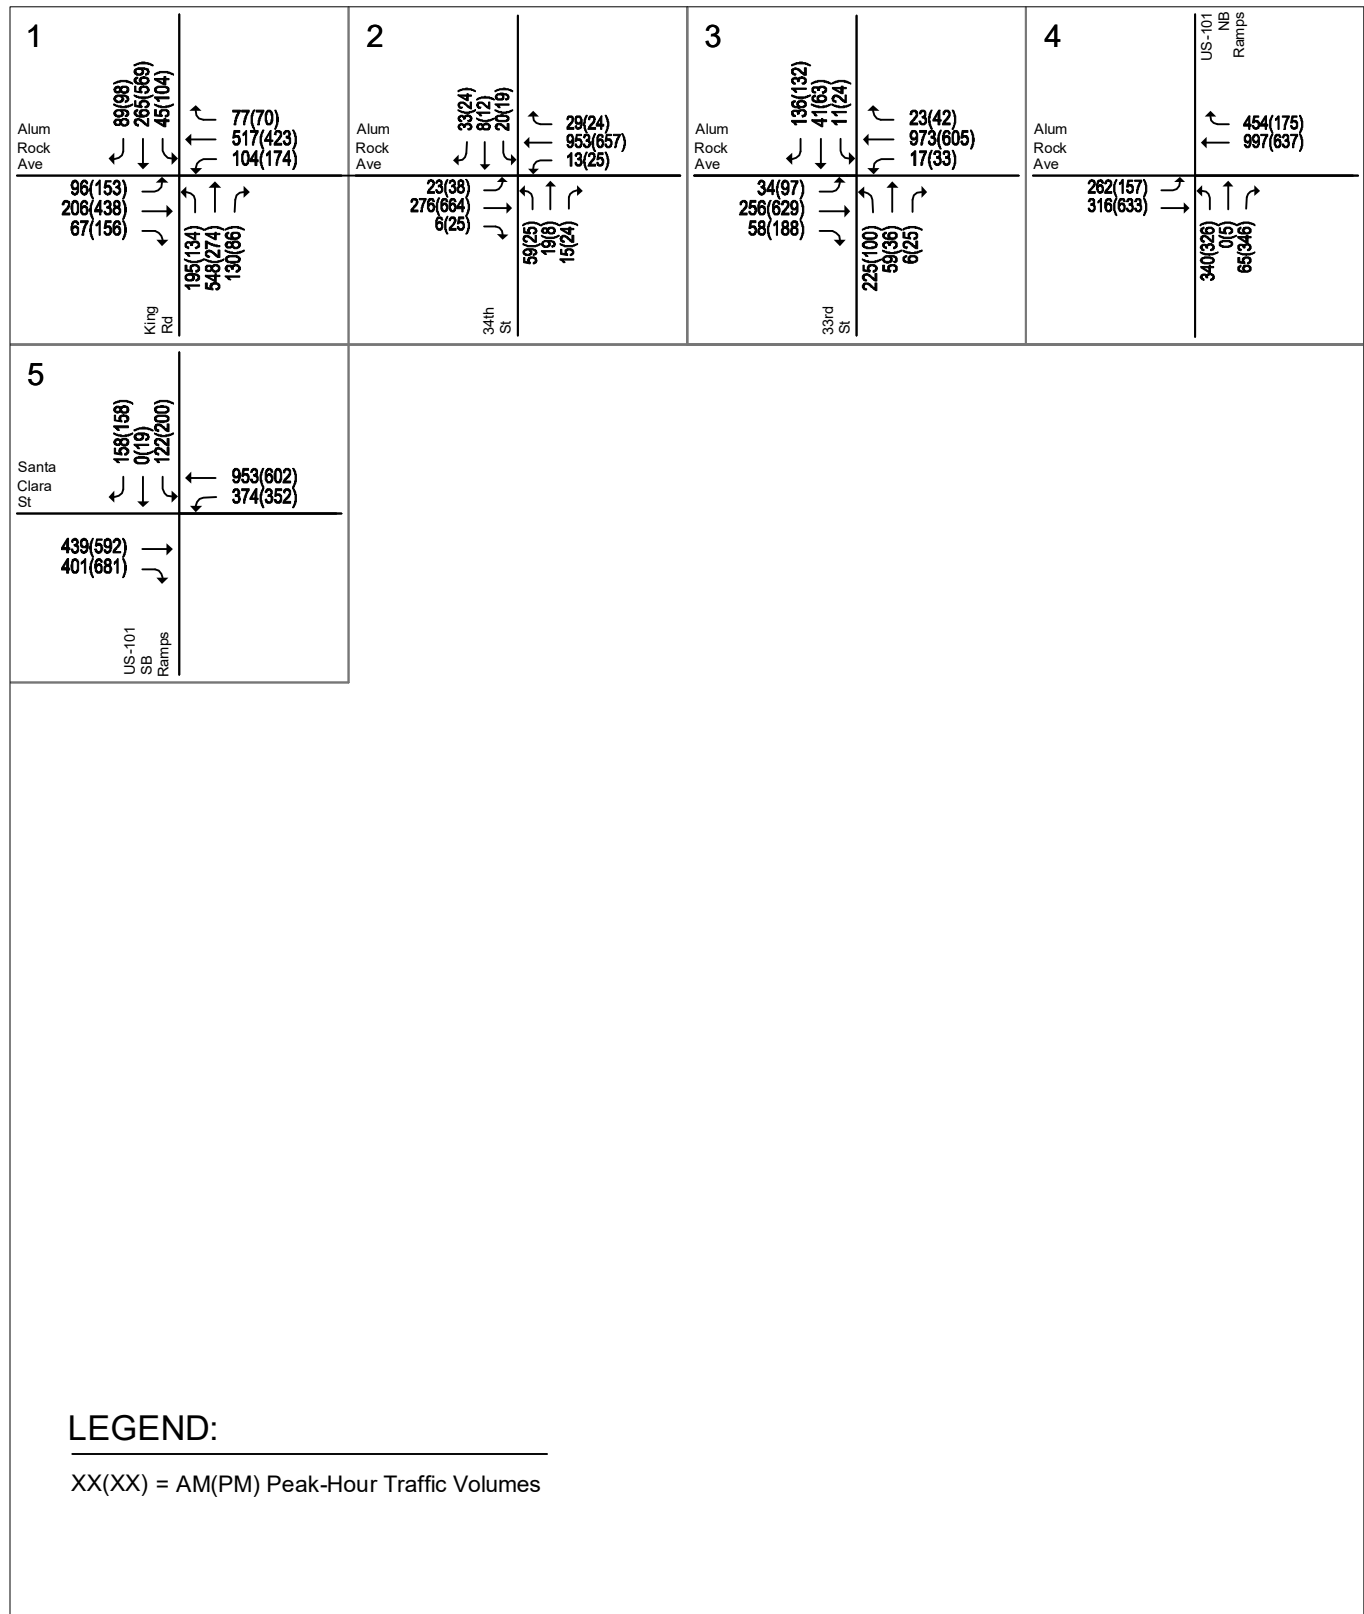 1
89(98)
265(569)
45(104)
77(70)
517(423)
104(174)
Alum
Rock
Ave
96(153)
206(438)
67(156)
195(134)
548(274)
130(86)
King
Rd
2
33(24)
8(12)
20(19)
29(24)
953(657)
13(25)
Alum
Rock
Ave
23(38)
276(664)
6(25)
59(25)
19(8)
15(24)
34th
St
3
136(132)
41(63)
11(24)
23(42)
973(605)
17(33)
Alum
Rock
Ave
34(97)
256(629)
58(188)
225(100)
59(36)
6(25)
33rd
St
4
US-101
NB
Ramps
454(175)
997(637)
Alum
Rock
Ave
262(157)
316(633)
340(326)
0(5)
65(346)
5
158(158)
0(19)
122(200)
953(602)
374(352)
Santa
Clara
St
439(592)
401(681)
US-101
SB
Ramps
LEGEND:
XX(XX) = AM(PM) Peak-Hour Traffic Volumes